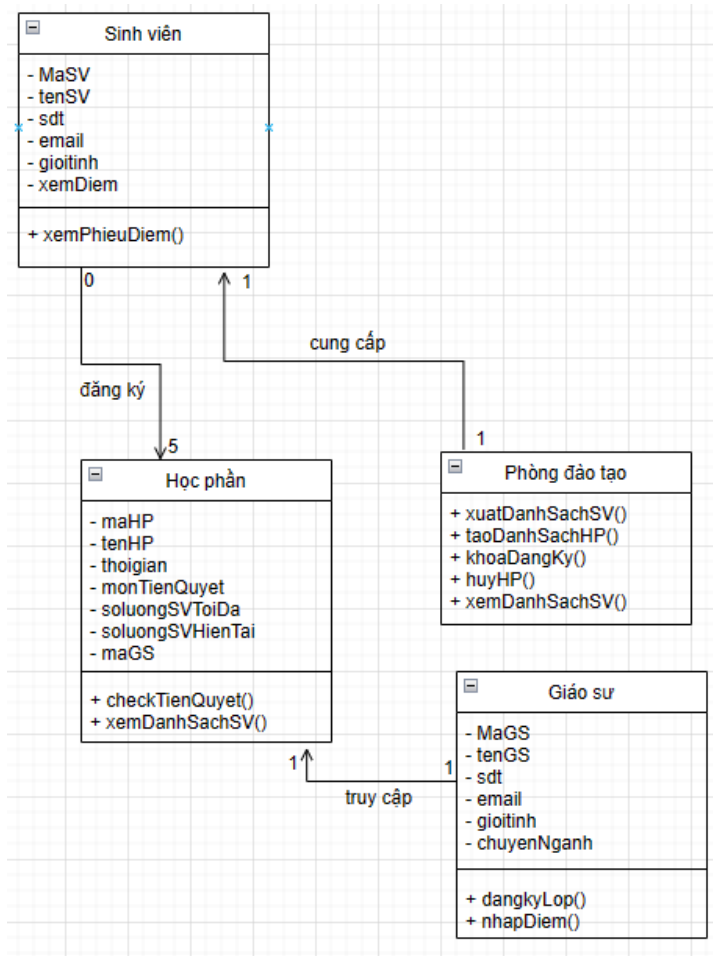 Sinh viên
- MaSV
- tenSV
- sdt
- email
- gioitinh
- xemDiem
+ xemPhieuDiem()
0
1
cung cấp
đăng ký
5
1
Học phần
- maHP
- tenHP
- thoigian
- monTienQuyet
- soluongSVToiDa
- soluongSVHienTai
- maGS
+ checkTienQuyet()
+ xemDanhSachSV()
Phòng đào tạo
+ xuatDanhSachSV()
+ taoDanhSachHP()
+ khoaDangKy()
+ huyHP()
+ xemDanhSachSV()
1
1
truy cập
Giáo sư
- MaGS
- tenGS
- sdt
- email
- gioitinh
- chuyenNganh
+ dangkyLop()
+ nhapDiem()